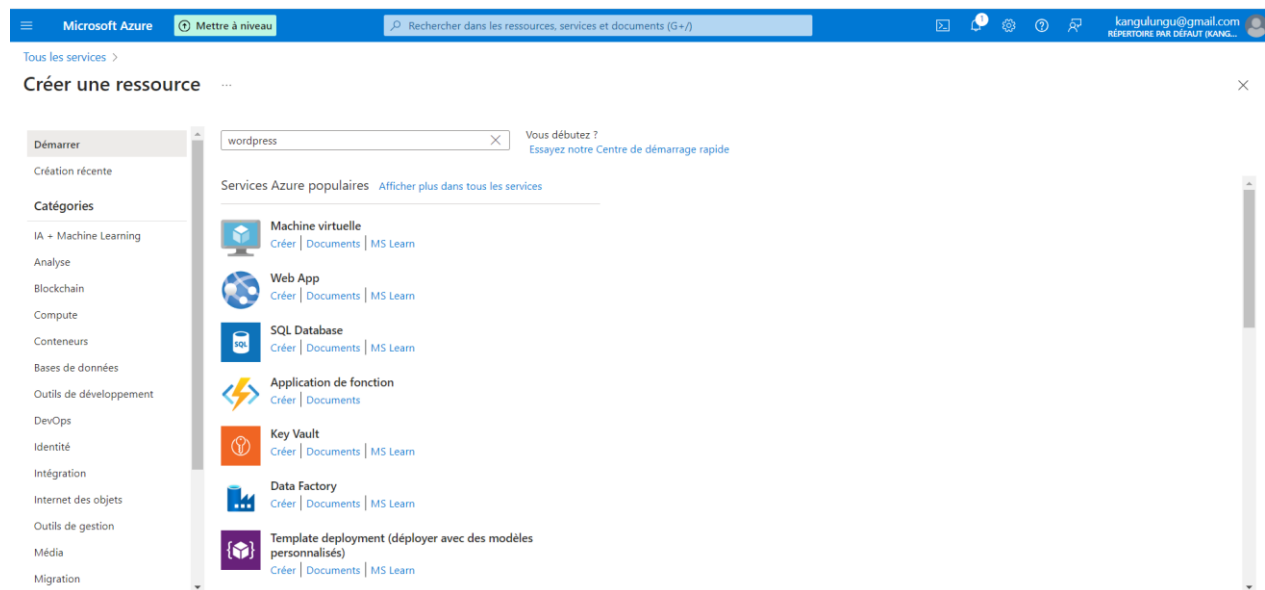 Microsoft Azure
Mettre à niveau
Rechercher dans les ressources, services et documents (G+/)
1
kangulungu@gmail.com
RÉPERTOIRE PAR DÉFAUT (KANG...
Tous les services >
Créer une ressource ...
Démarrer
Création récente
Catégories
IA + Machine Learning
Analyse
Blockchain
Compute
Conteneurs
Bases de données
Outils de développement
DevOps
Identité
Intégration
Internet des objets
Outils de gestion
Média
Migration
wordpress
Vous débutez ?
Essayez notre Centre de démarrage rapide
Services Azure populaires Afficher plus dans tous les services
Machine virtuelle
Créer | Documents | MS Learn
Web App
Créer | Documents | MS Learn
SQL
SQL Database
Créer | Documents | MS Learn
Application de fonction
Créer | Documents
Key Vault
Créer | Documents | MS Learn
Data Factory
Créer | Documents | MS Learn
Template deployment (déployer avec des modèles
personnalisés)
Créer | Documents | MS Learn